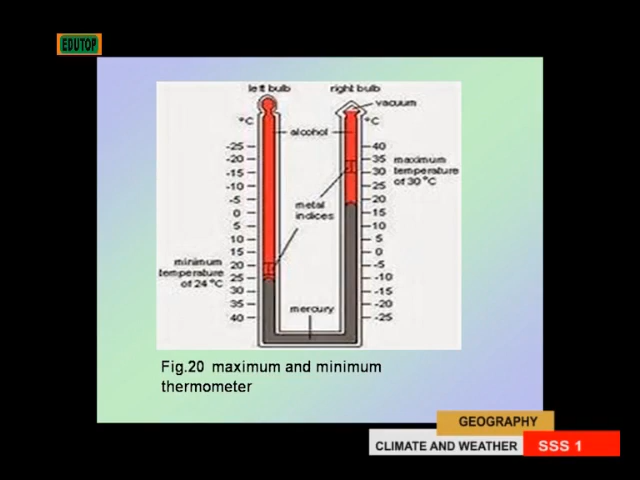 EDUTOP
left bulb
right bulb
vacuum
°C
°C
alcohol
-25
-20
-15
-10
-5
0
5
10
15
20
25
30
35
40
40
35
30
25
20
15
10
5
0
-5
-10
-15
-20
-25
maximum
temperature
of 30 °C
metal
indices
minimum
temperature
of 24 °C
mercury
Fig.20 maximum and minimum
thermometer
GEOGRAPHY
CLIMATE AND WEATHER
SSS 1